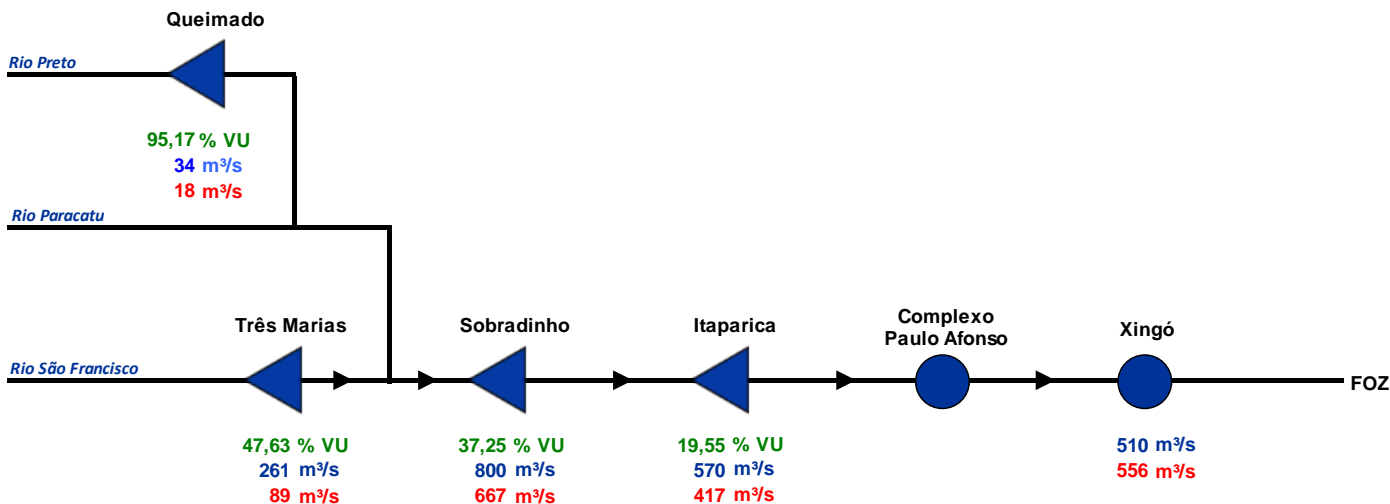 Queimado
Rio Preto
95,17 % VU
34 m³/s
18 m³/s
Rio Paracatu
Três Marias
Sobradinho
Itaparica
Complexo
Paulo Afonso
Xingó
Rio São Francisco
FOZ
47,63 % VU
261 m³/s
89 m³/s
37,25 % VU
800 m³/s
667 m³/s
19,55 % VU
570 m³/s
417 m³/s
510 m³/s
556 m³/s